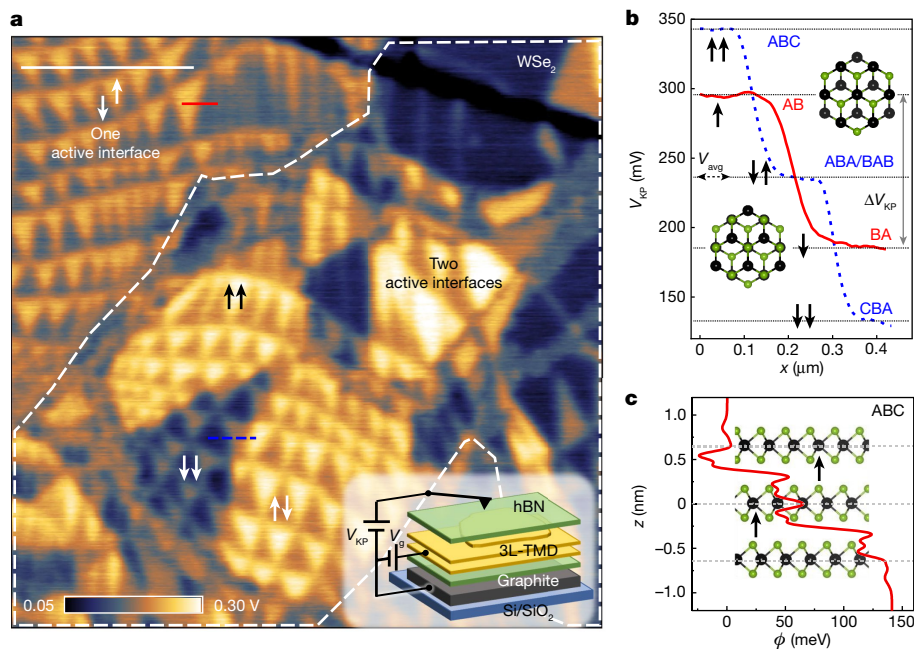 a
WSe2
One
active interface
Two
active interfaces
↑↑
↓↓
↑↓
0.05
0.30 V
VKP
Vg
hBN
3L-TMD
Graphite
Si/SiO2
b
VKP (mV)
350
300
250
200
150
ABC
AB
ABA/BAB
Vavg
ΔVKP
BA
CBA
0 0.1 0.2 0.3 0.4
x (μm)
c
ABC
z (nm)
1.0
0.5
0
−0.5
−1.0
0 50 100 150
ϕ (meV)